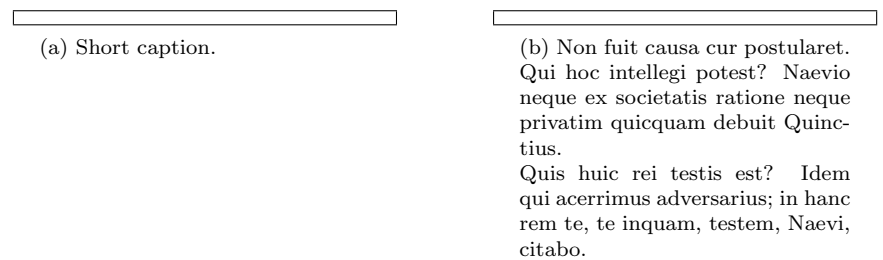 (a) Short caption.
(b) Non fuit causa cur postularet.
Qui hoc intellegi potest? Naevio
neque ex societatis ratione neque
privatim quicquam debuit Quinc-
tius.
Quis huic rei testis est? Idem
qui acerrimus adversarius; in hanc
rem te, te inquam, testem, Naevi,
citabo.